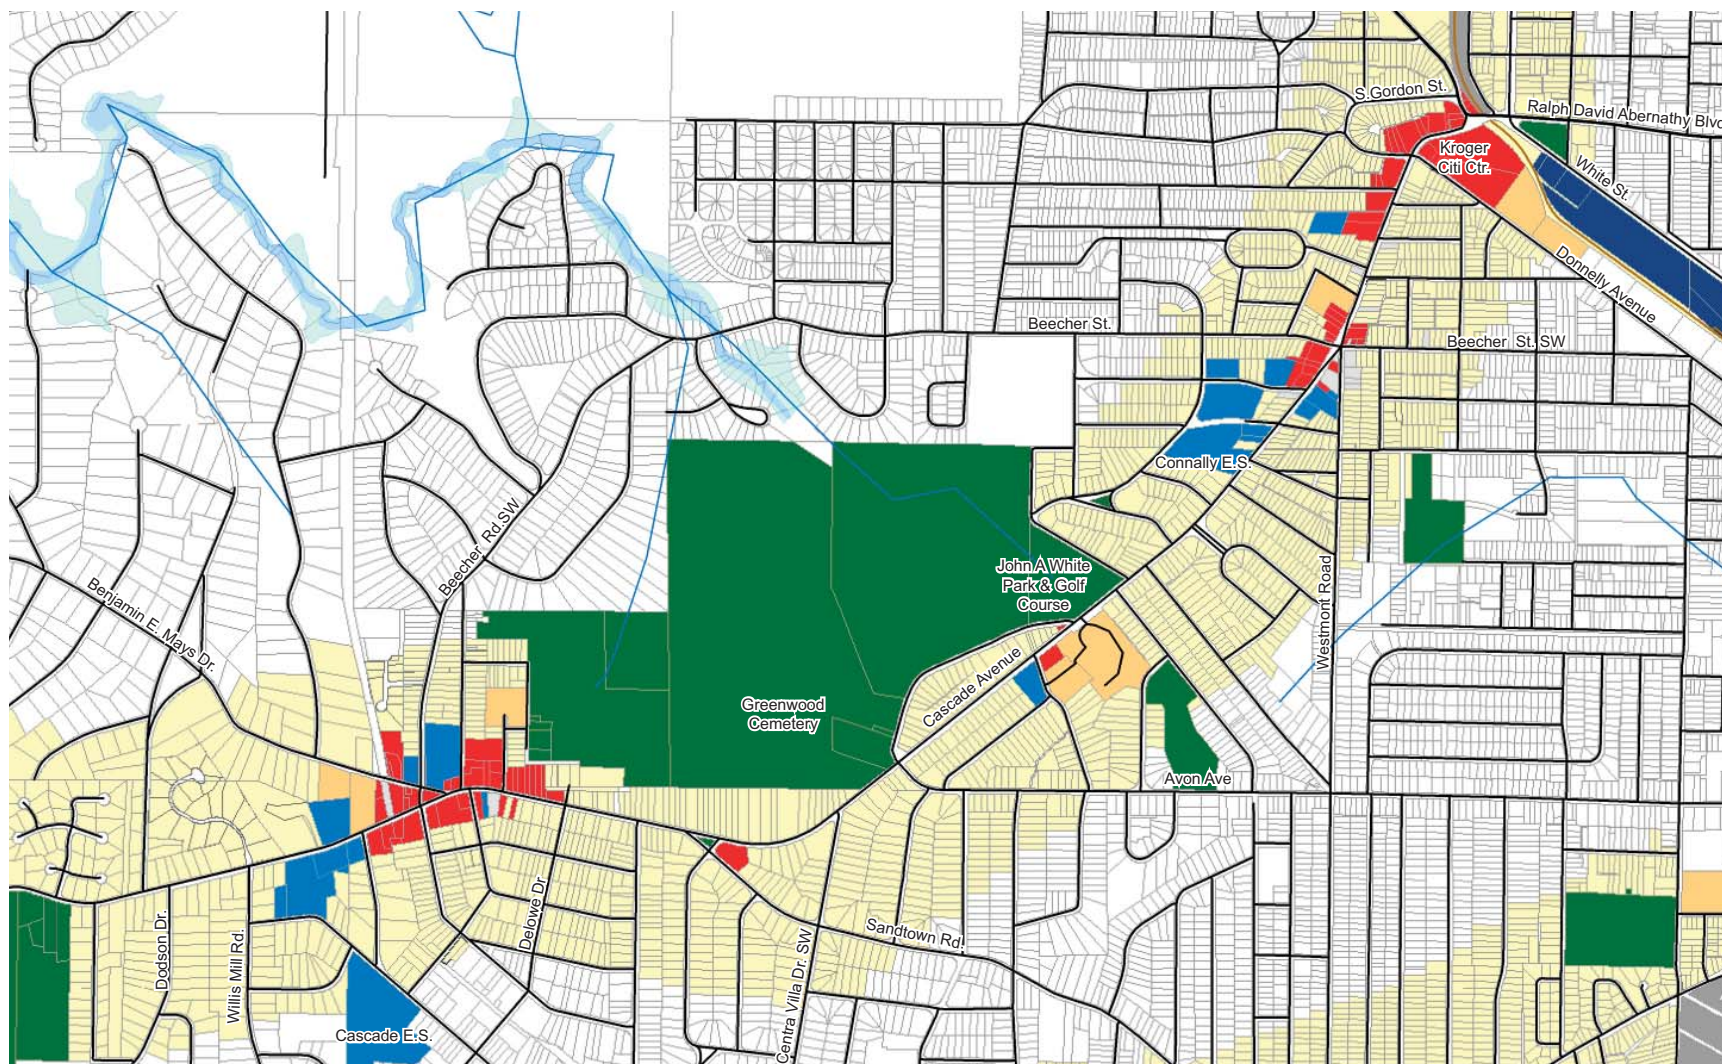 S.Gordon St.
Ralph David Abernathy Blvd
Kroger
Citi Ctr.
White St.
Donnelly Avenue
Beecher St.
Beecher St. SW
Connally E.S.
Beecher Rd.SW
John A White
Park & Golf
Course
Westmont Road
Benjamin E. Mays Dr.
Cascade Avenue
Greenwood
Cemetery
Avon Ave
Dodson Dr.
Willis Mill Rd.
Delowe Dr
Sandtown Rd.
Centra Villa Dr. SW
Cascade E.S.